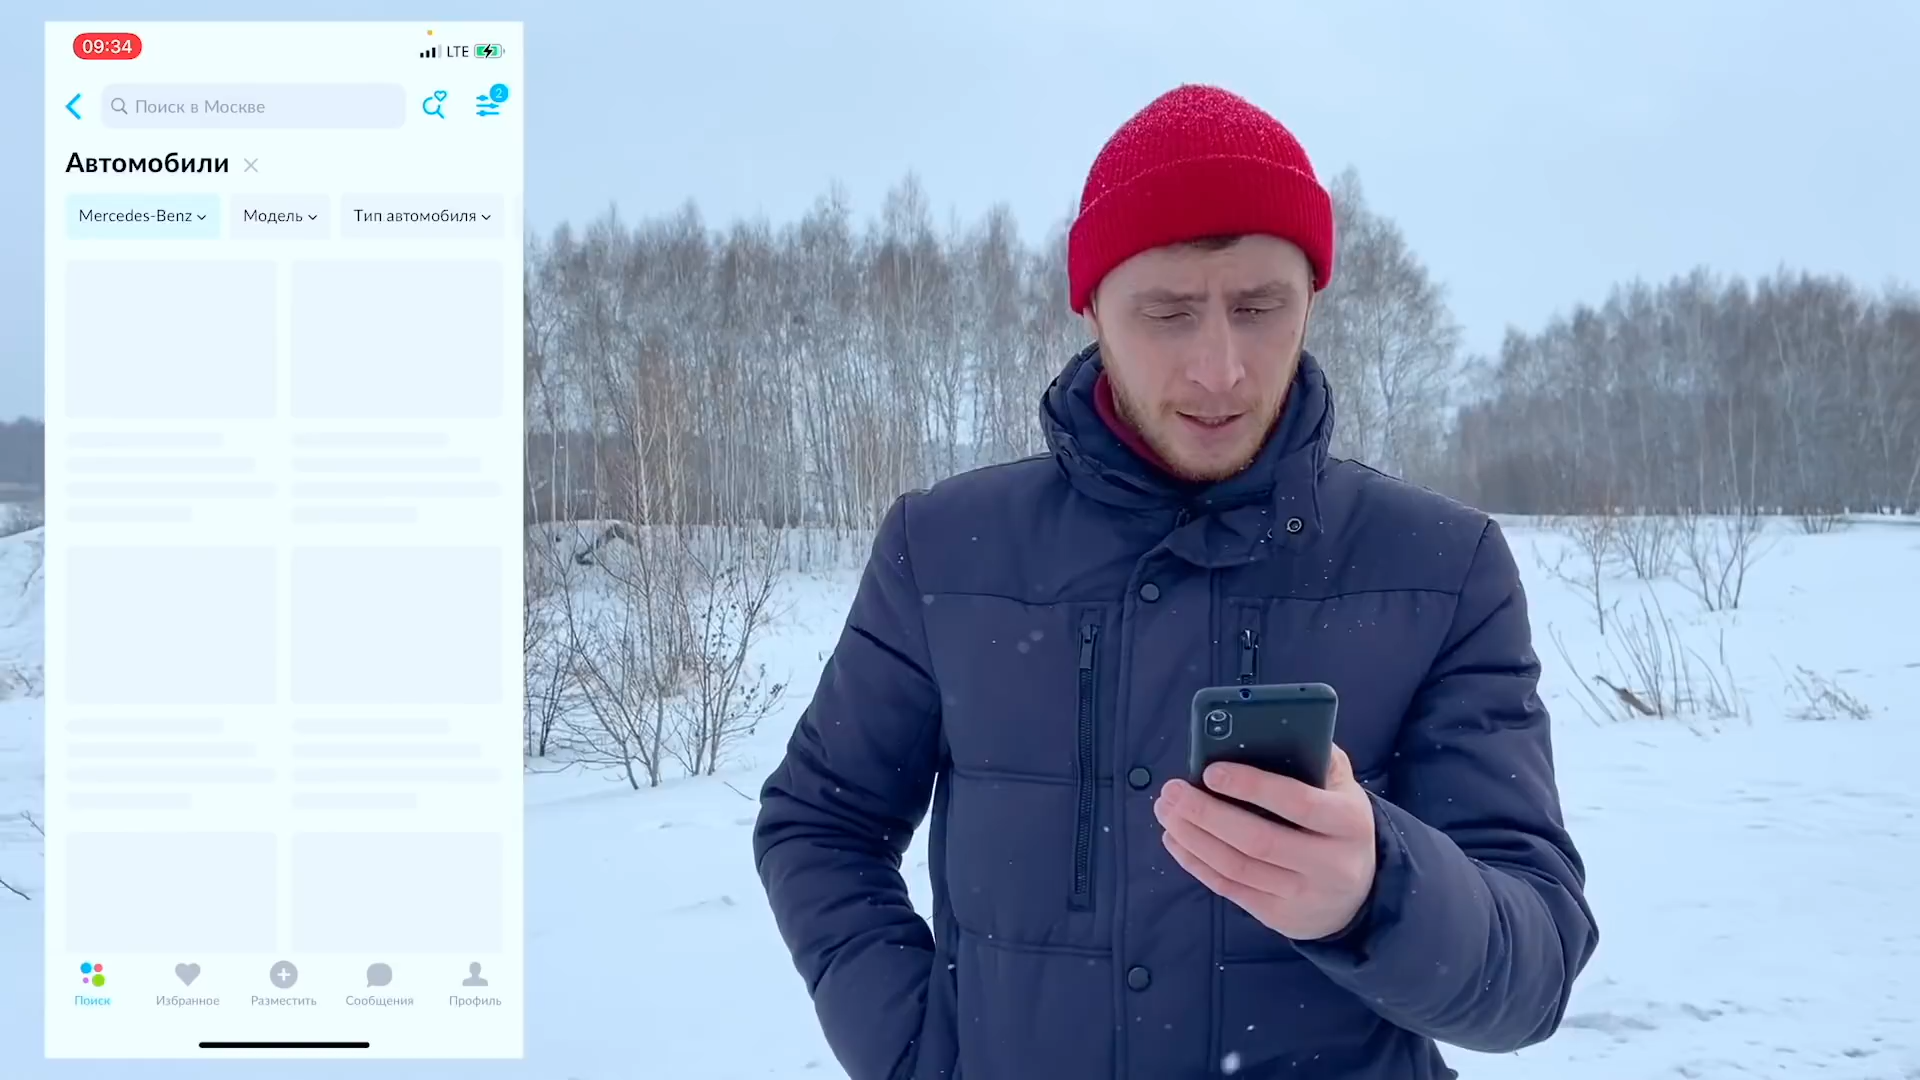 09:34
LTE
Поиск в Москве
2
Автомобили
Mercedes-Benz
Модель
Тип автомобиля
Поиск
Избранное
Разместить
Сообщения
Профиль